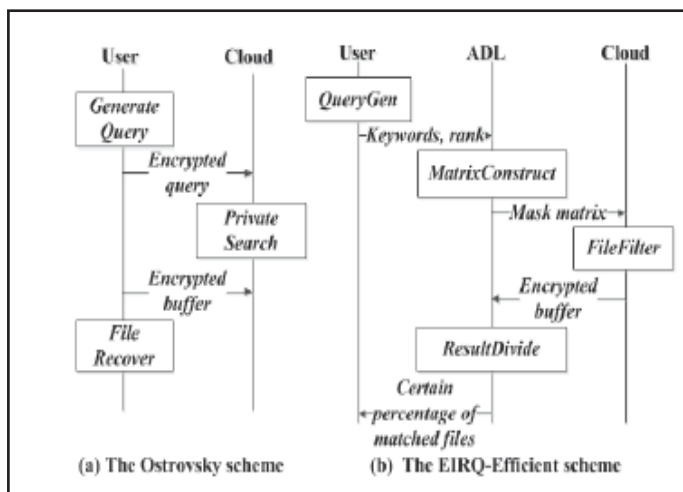 User
Cloud
Generate
Query
Encrypted
query
Private
Search
Encrypted
buffer
File
Recover
(a) The Ostrovsky scheme
User
ADL
Cloud
QueryGen
Keywords, rank
MatrixConstruct
Mask matrix
FileFilter
Encrypted
buffer
ResultDivide
Certain
percentage of
matched files
(b) The EIRQ-Efficient scheme